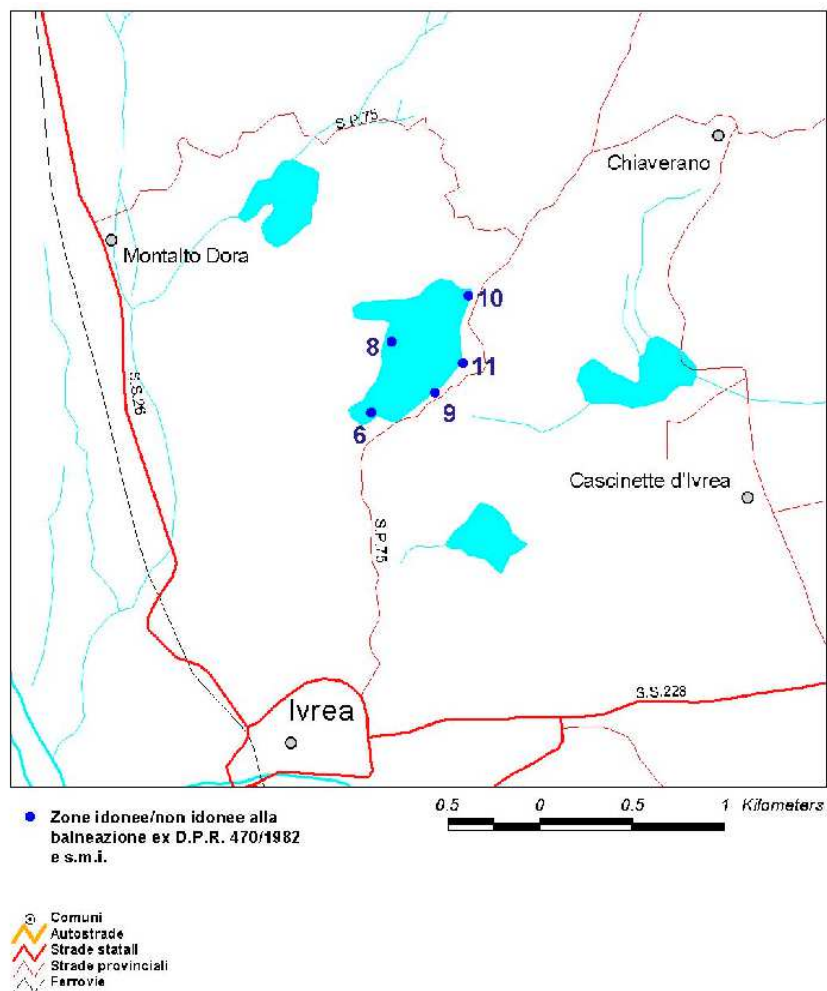 S.P.75
Chiaverano
Montalto Dora
10
8
11
S.S.26
9
6
Cascinette d'Ivrea
S.P.75
S.S.228
Ivrea
Zone idonee/non idonee alla
balneazione ex D.P.R. 470/1982
e s.m.i.
0.5 0 0.5 1 Kilometers
Comuni
Autostrade
Strade statali
Strade provinciali
Ferrovie